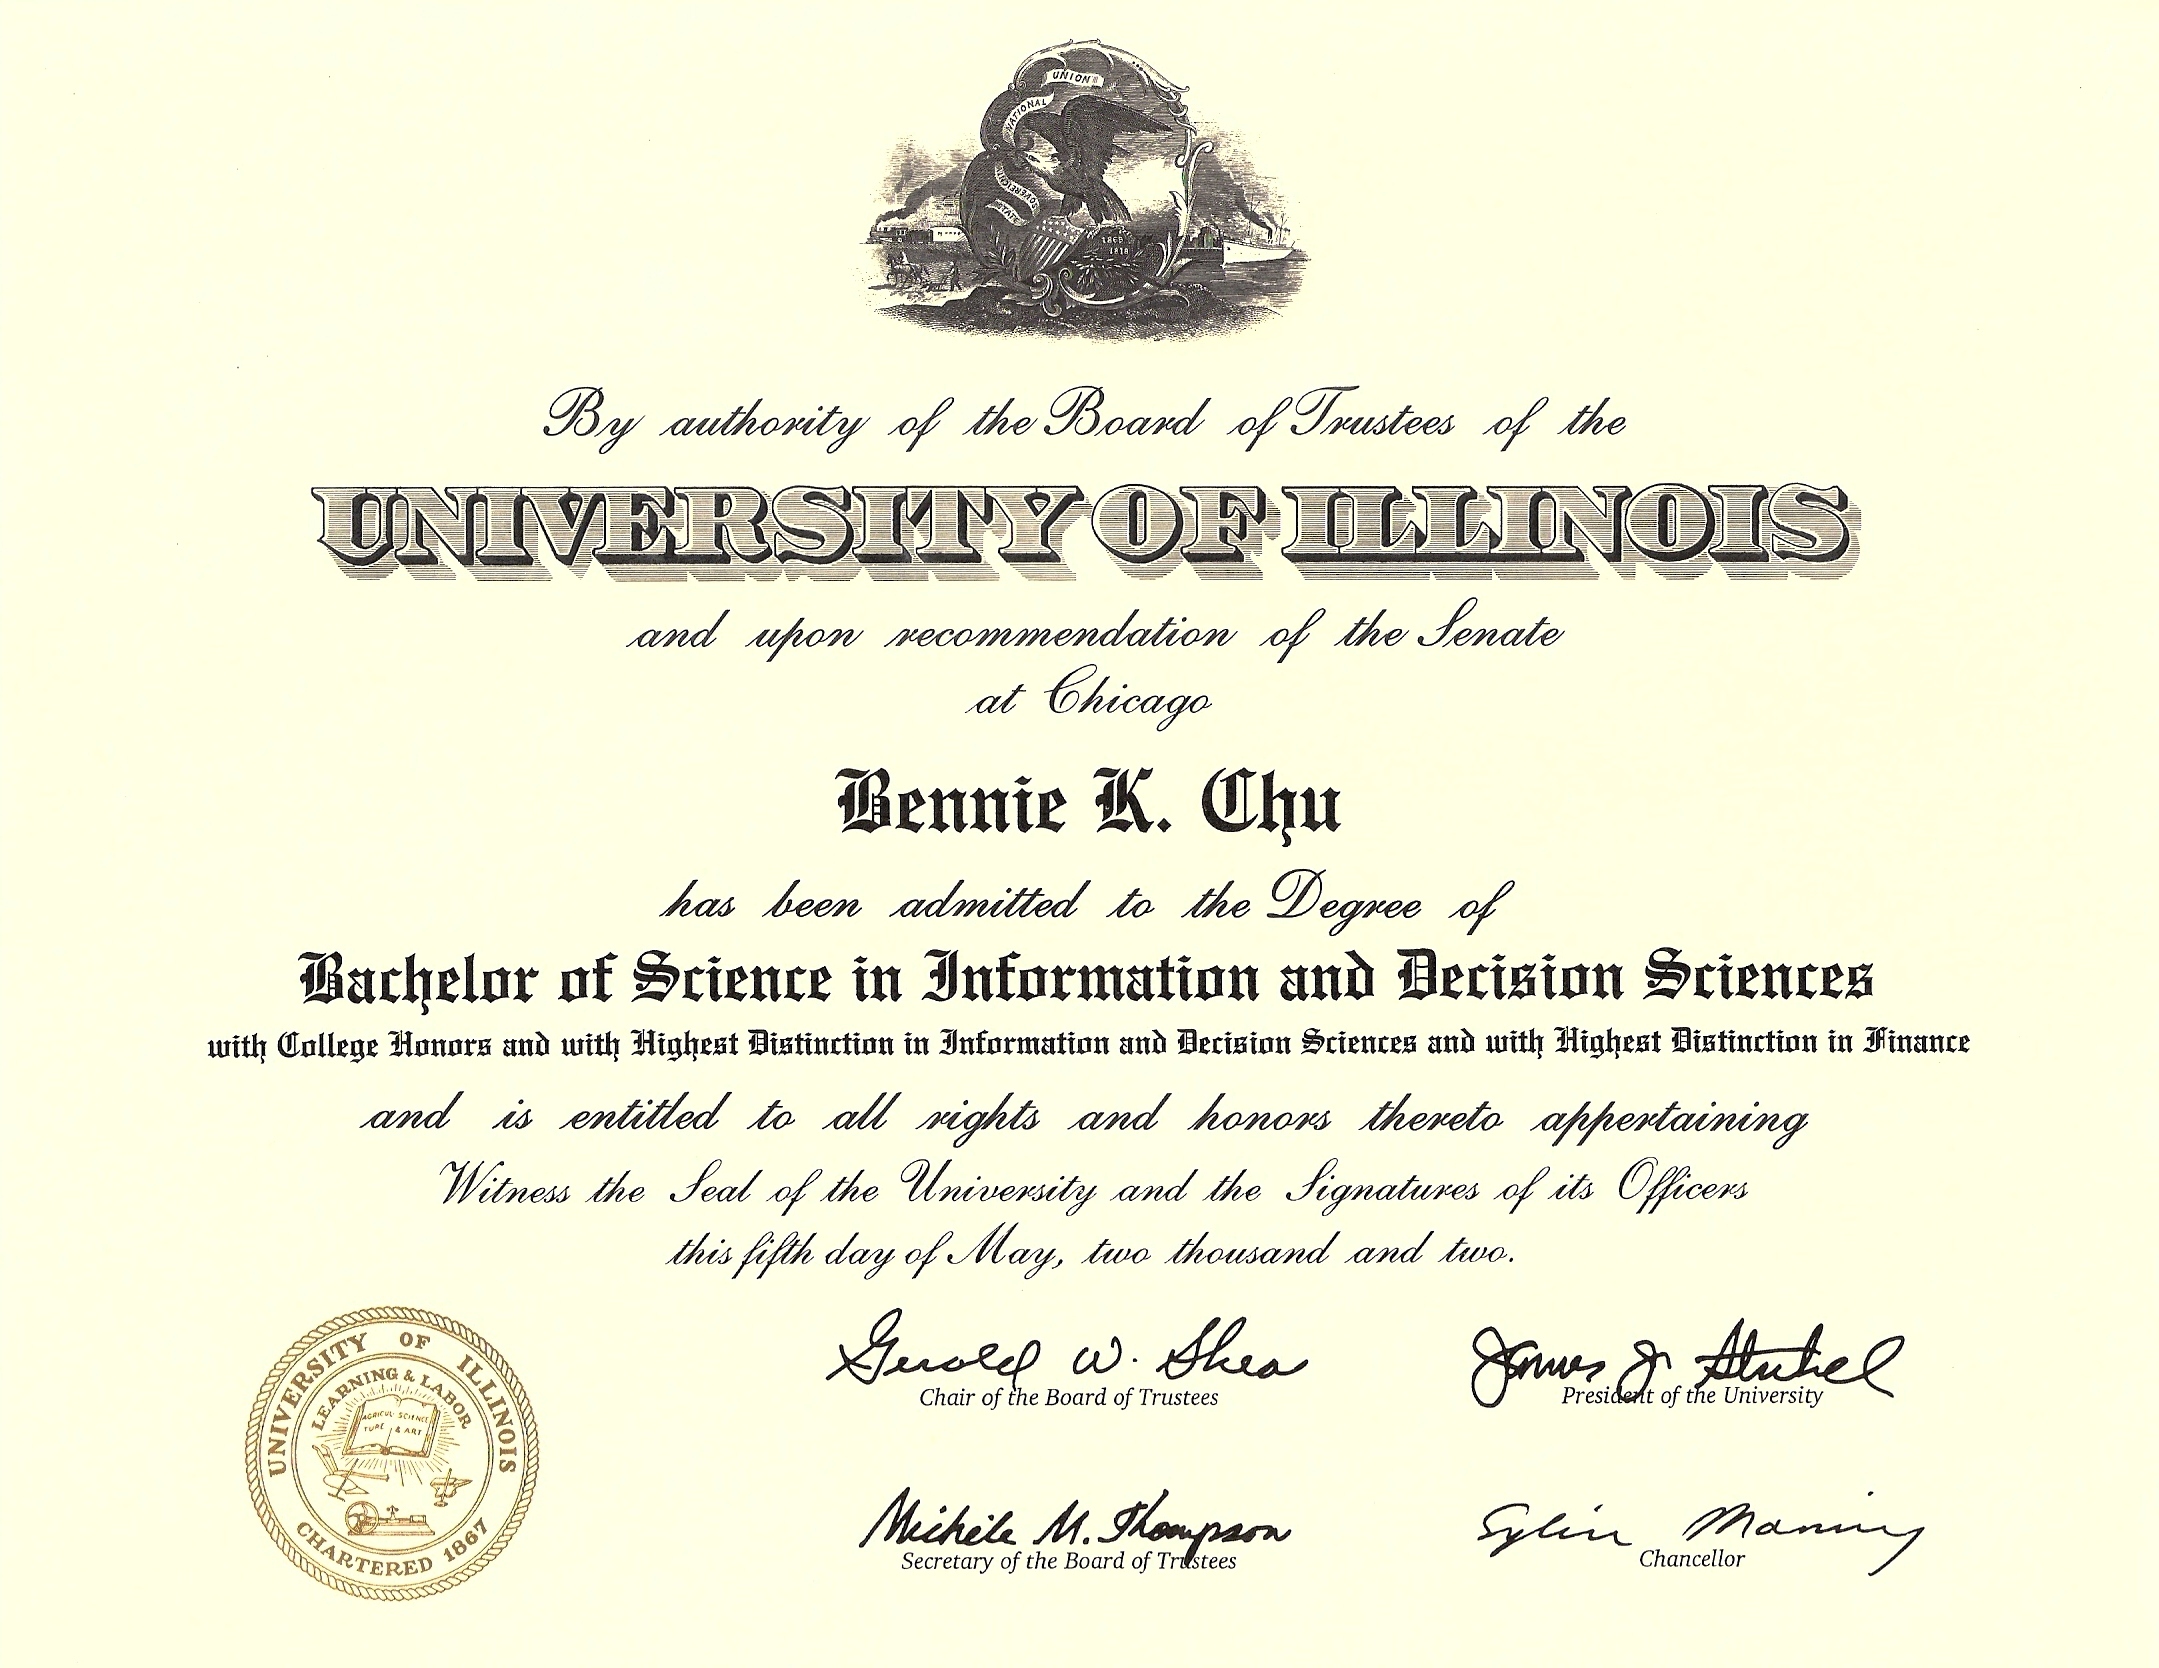 UNION
NATIONAL
SOVEREIGNTY
STATE
1868
1818
By authority of the Board of Trustees of the
UNIVERSITY OF ILLINOIS
and upon recommendation of the Senate
at Chicago
Bennie K. Chu
has been admitted to the Degree of
Bachelor of Science in Information and Decision Sciences
with College Honors and with Highest Distinction in Information and Decision Sciences and with Highest Distinction in Finance
and is entitled to all rights and honors thereto appertaining
Witness the Seal of the University and the Signatures of its Officers
this fifth day of May, two thousand and two.
Gerald W. Shea
Chair of the Board of Trustees
James J. Stukel
President of the University
Michele M. Thompson
Secretary of the Board of Trustees
Sylvia Manning
Chancellor
UNIVERSITY OF ILLINOIS
LEARNING & LABOR
AGRICUL SCIENCE
TURE & ART
CHARTERED 1867